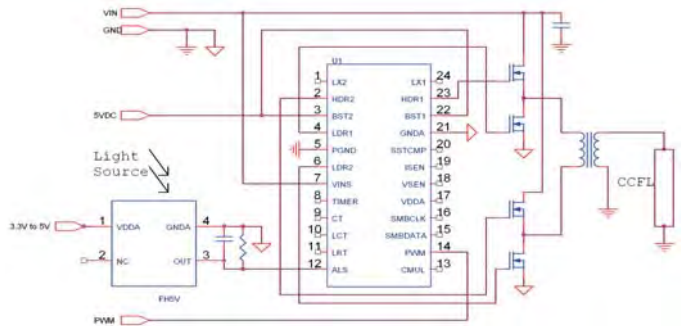 VIN
GND
U1
1 LX2 LX1 24
2 HDR2 HDR1 23
5VDC
3 BST2 BST1 22
4 LDR1 GNDA 21
5 PGND SSTCMP 20
6 LDR2 ISEN 19
7 VINS VSEN 18
8 TIMER VDDA 17
9 CT SMBCLK 16
10 LCT SMBDATA 15
11 LRT PWM 14
12 ALS CMUL 13
CCFL
Light
Source
3.3V to 5V
1 VDDA GNDA 4
2 NC OUT 3
FH5V
PWM